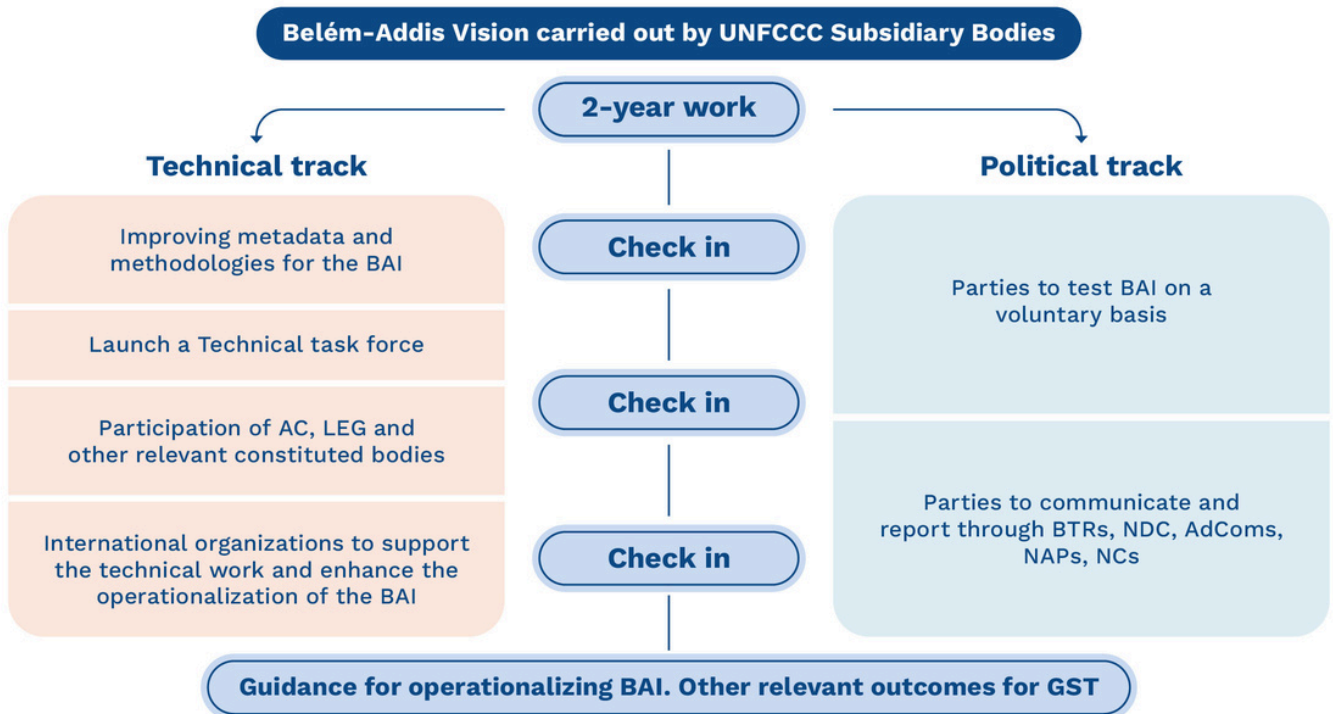 Belém-Addis Vision carried out by UNFCCC Subsidiary Bodies
2-year work
Technical track
Improving metadata and
methodologies for the BAI
Launch a Technical task force
Participation of AC, LEG and
other relevant constituted bodies
International organizations to support
the technical work and enhance the
operationalization of the BAI
Check in
Check in
Check in
Political track
Parties to test BAI on a
voluntary basis
Parties to communicate and
report through BTRs, NDC, AdComs,
NAPs, NCs
Guidance for operationalizing BAI. Other relevant outcomes for GST